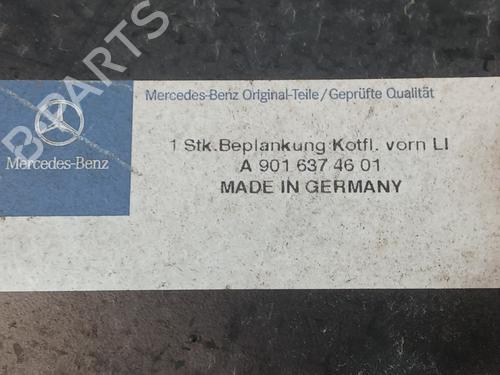 B-PARTS
Mercedes-Benz Original-Teile/Geprüfte Qualität
Mercedes-Benz
1 Stk.Beplankung Kotfl. vorn LI
A 901 637 46 01
MADE IN GERMANY